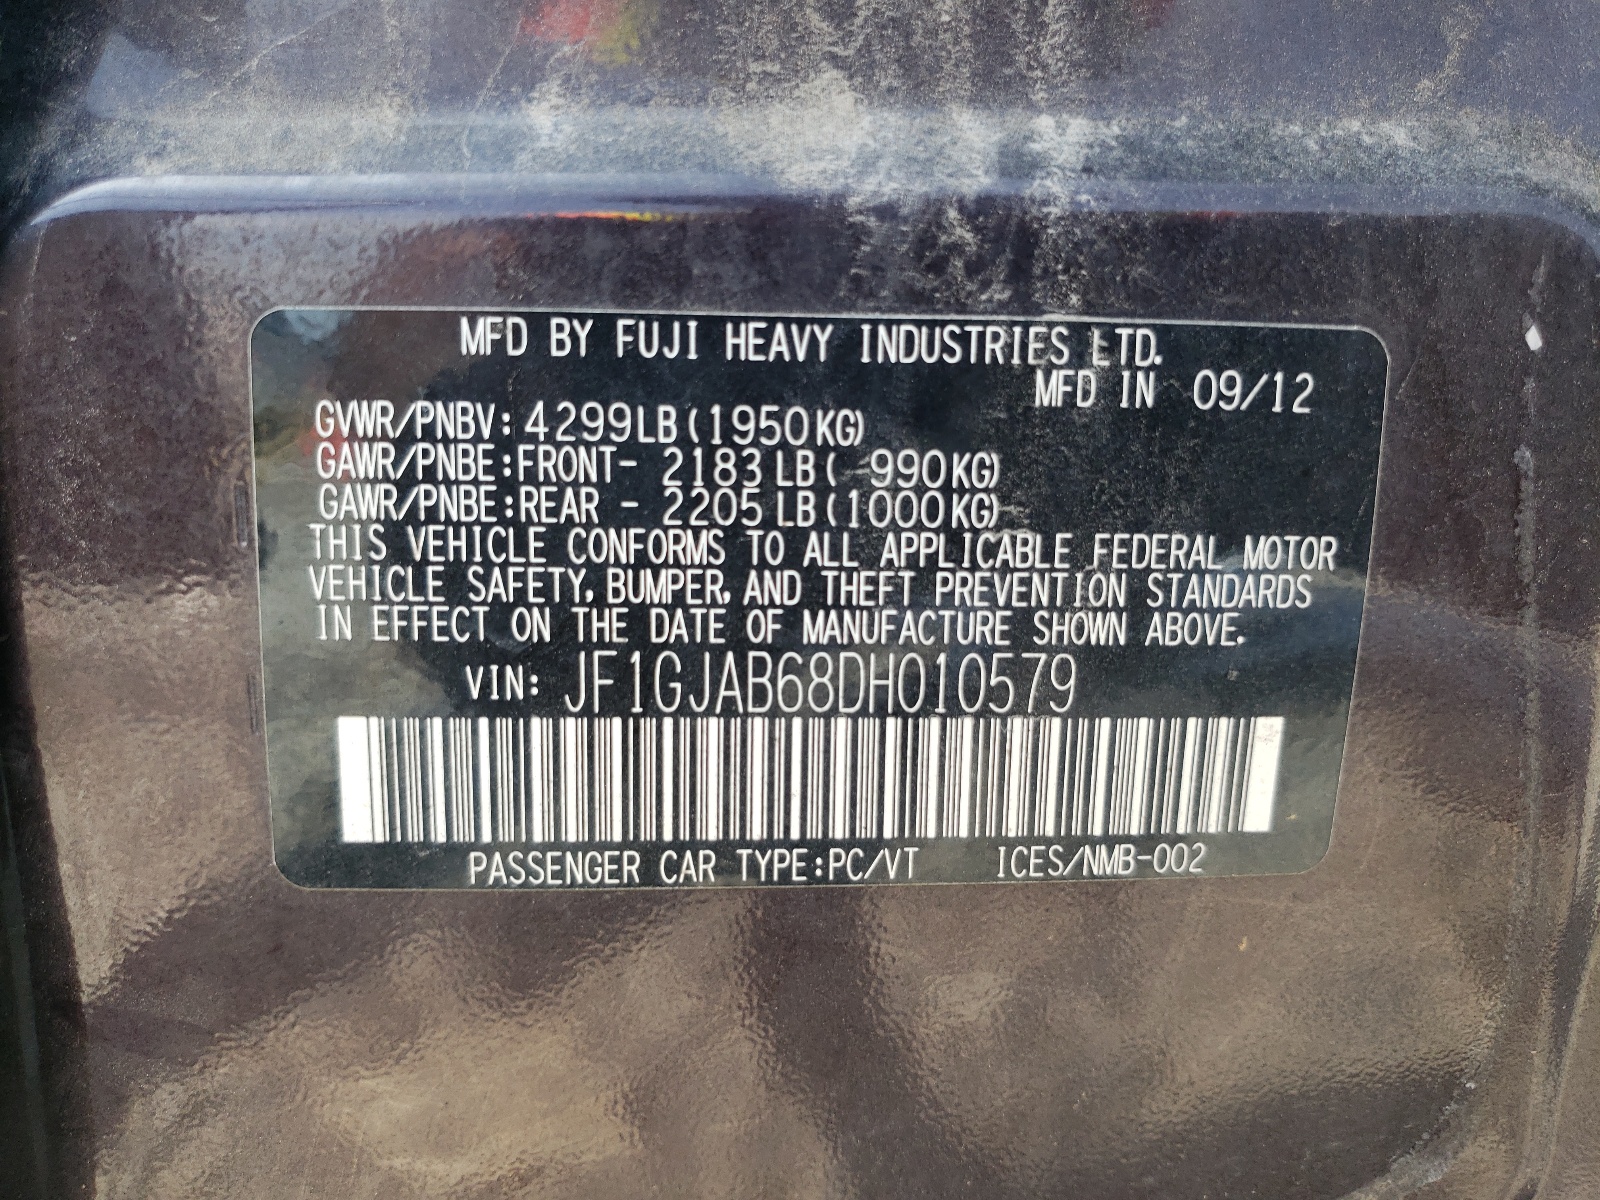 MFD BY FUJI HEAVY INDUSTRIES LTD.
MFD IN 09/12
GVWR/PNBV: 4299LB(1950KG)
GAWR/PNBE:FRONT- 2183 LB( 990KG)
GAWR/PNBE:REAR - 2205 LB(1000KG)
THIS VEHICLE CONFORMS TO ALL APPLICABLE FEDERAL MOTOR
VEHICLE SAFETY, BUMPER, AND THEFT PREVENTION STANDARDS
IN EFFECT ON THE DATE OF MANUFACTURE SHOWN ABOVE.
VIN: JF1GJAB68DH010579
PASSENGER CAR TYPE:PC/VT ICES/NMB-002